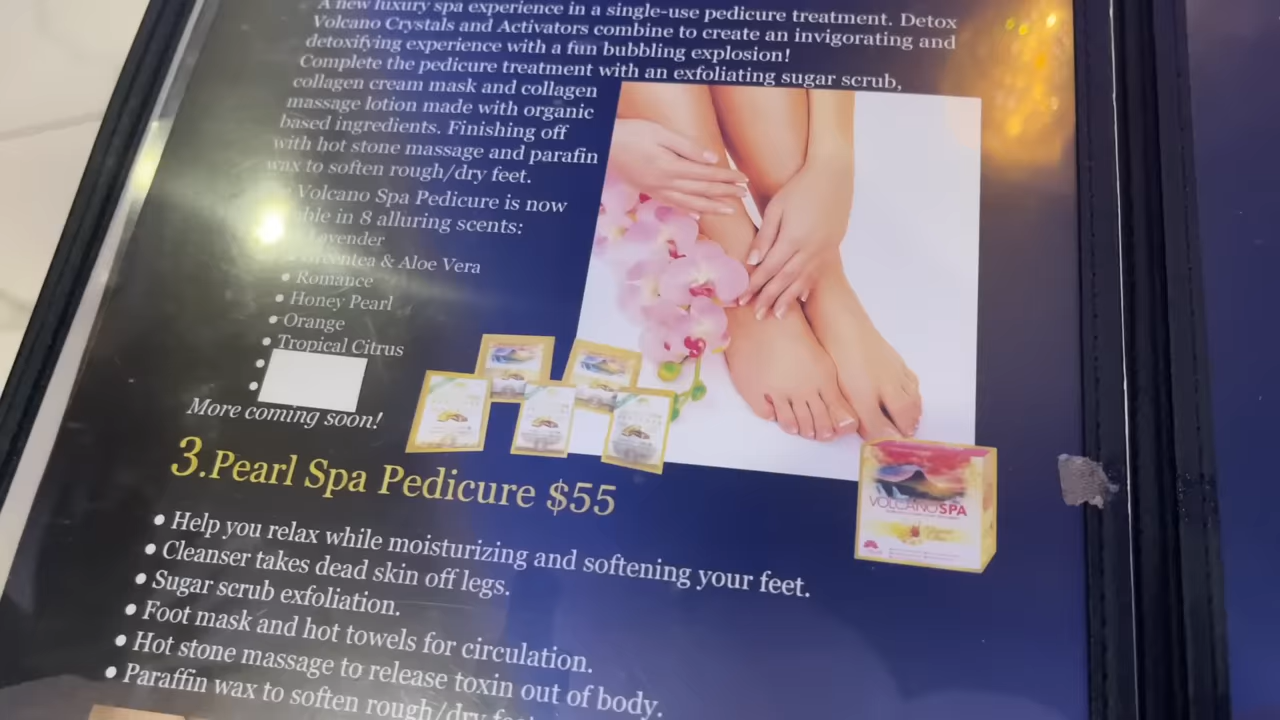 A new luxury spa experience in a single-use pedicure treatment. Detox
Volcano Crystals and Activators combine to create an invigorating and
detoxifying experience with a fun bubbling explosion!
Complete the pedicure treatment with an exfoliating sugar scrub,
collagen cream mask and collagen
massage lotion made with organic
based ingredients. Finishing off
with hot stone massage and parafin
wax to soften rough/dry feet.
Volcano Spa Pedicure is now
in 8 alluring scents:
Lavender
• Greentea & Aloe Vera
• Romance
• Honey Pearl
• Orange
• Tropical Citrus
•
•
More coming soon!
VOLCANO SPA
3.Pearl Spa Pedicure $55
• Help you relax while moisturizing and softening your feet.
• Cleanser takes dead skin off legs.
• Sugar scrub exfoliation.
• Foot mask and hot towels for circulation.
• Hot stone massage to release toxin out of body.
• Paraffin wax to soften rough/dry